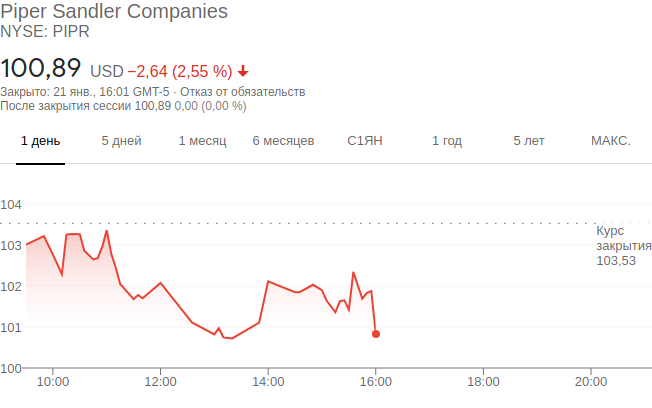 Piper Sandler Companies
NYSE: PIPR
100,89 USD −2,64 (2,55 %)
Закрыто: 21 янв., 16:01 GMT-5 · Отказ от обязательств
После закрытия сессии 100,89 0,00 (0,00 %)
1 день 5 дней 1 месяц 6 месяцев С1ЯН 1 год 5 лет МАКС.
104
Курс
закрытия
103,53
103
102
101
100
10:00 12:00 14:00 16:00 18:00 20:00